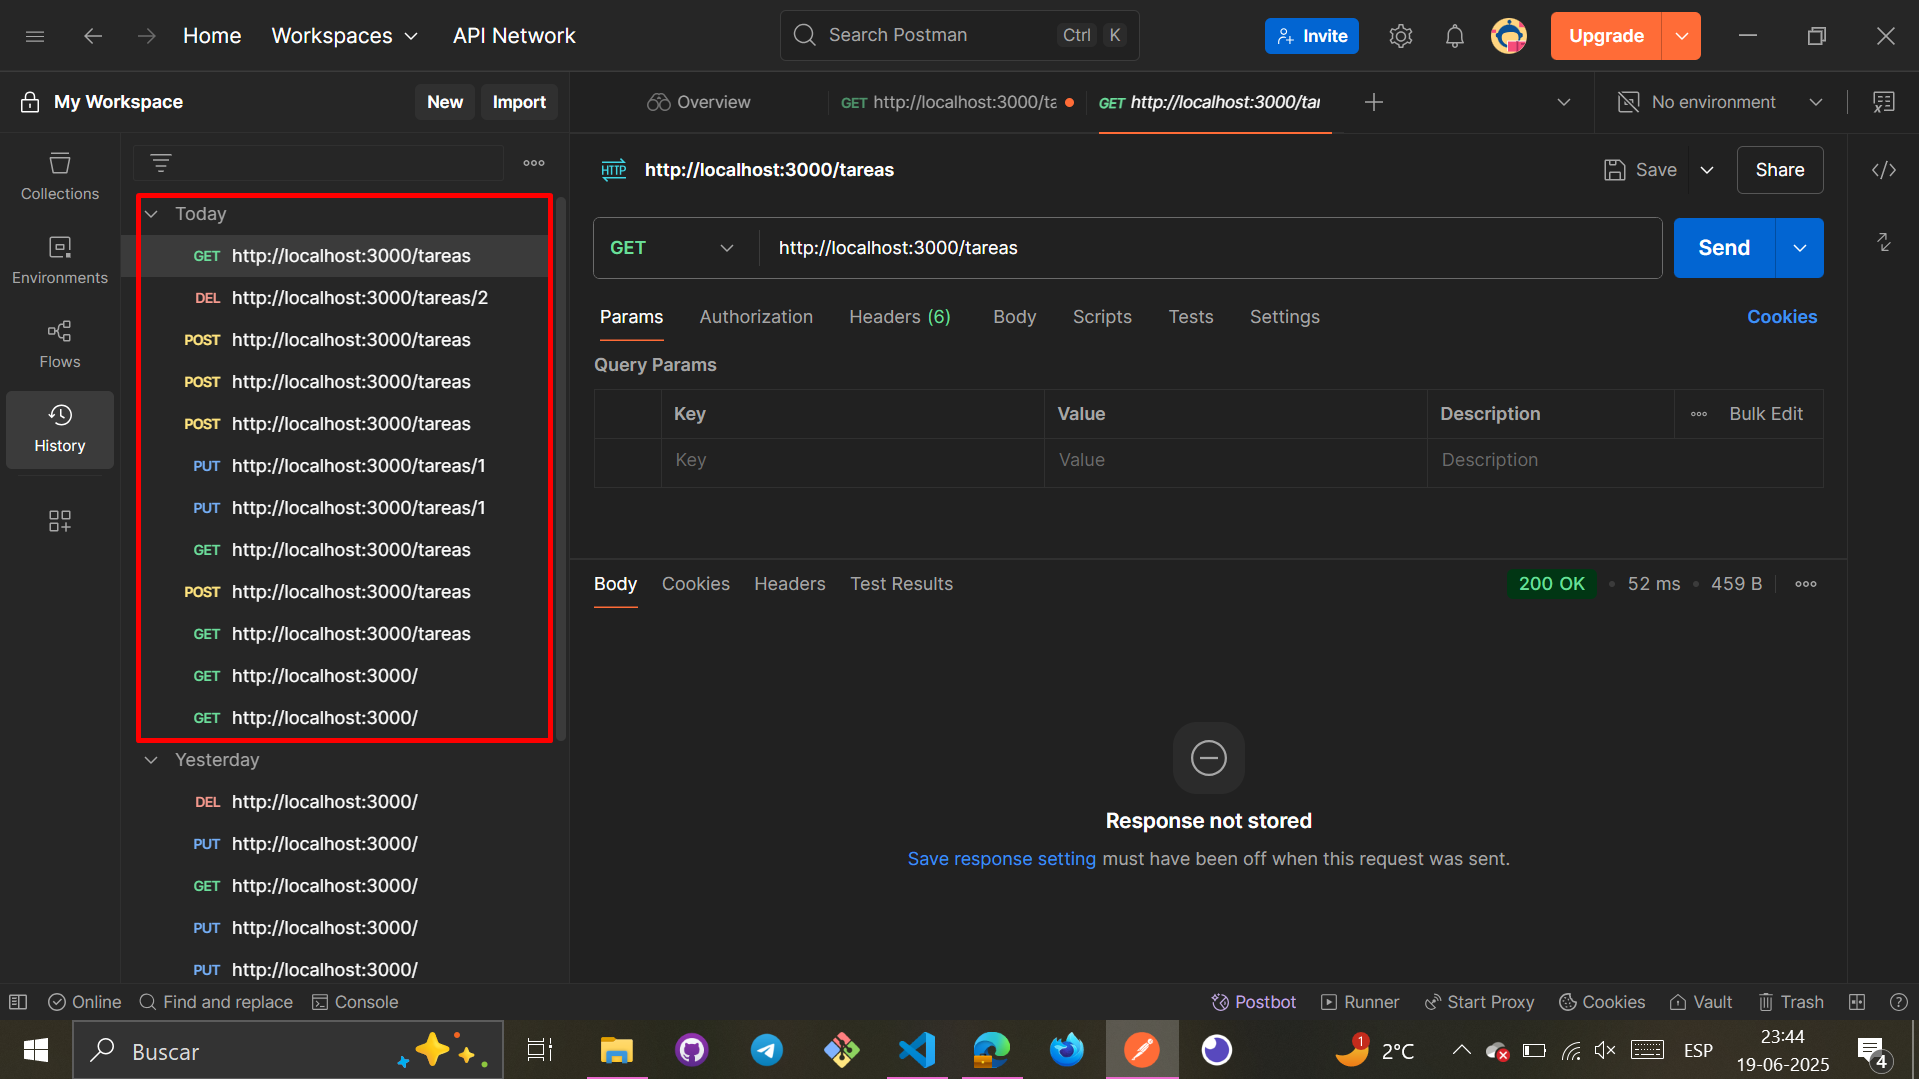 Home
Workspaces
API Network
Search Postman
Ctrl K
Invite
Upgrade
My Workspace
New
Import
Overview
GET http://localhost:3000/ta
GET http://localhost:3000/tar
No environment
Collections
Environments
Flows
History
Today
GET http://localhost:3000/tareas
DEL http://localhost:3000/tareas/2
POST http://localhost:3000/tareas
POST http://localhost:3000/tareas
POST http://localhost:3000/tareas
PUT http://localhost:3000/tareas/1
PUT http://localhost:3000/tareas/1
GET http://localhost:3000/tareas
POST http://localhost:3000/tareas
GET http://localhost:3000/tareas
GET http://localhost:3000/
GET http://localhost:3000/
Yesterday
DEL http://localhost:3000/
PUT http://localhost:3000/
GET http://localhost:3000/
PUT http://localhost:3000/
PUT http://localhost:3000/
HTTP http://localhost:3000/tareas
Save
Share
GET http://localhost:3000/tareas
Send
Params Authorization Headers (6) Body Scripts Tests Settings Cookies
Query Params
Key Value Description Bulk Edit
Key Value Description
Body Cookies Headers Test Results
200 OK • 52 ms • 459 B
Response not stored
Save response setting must have been off when this request was sent.
Online Find and replace Console
Postbot Runner Start Proxy Cookies Vault Trash
Buscar
1
2°C
ESP
23:44
19-06-2025
4